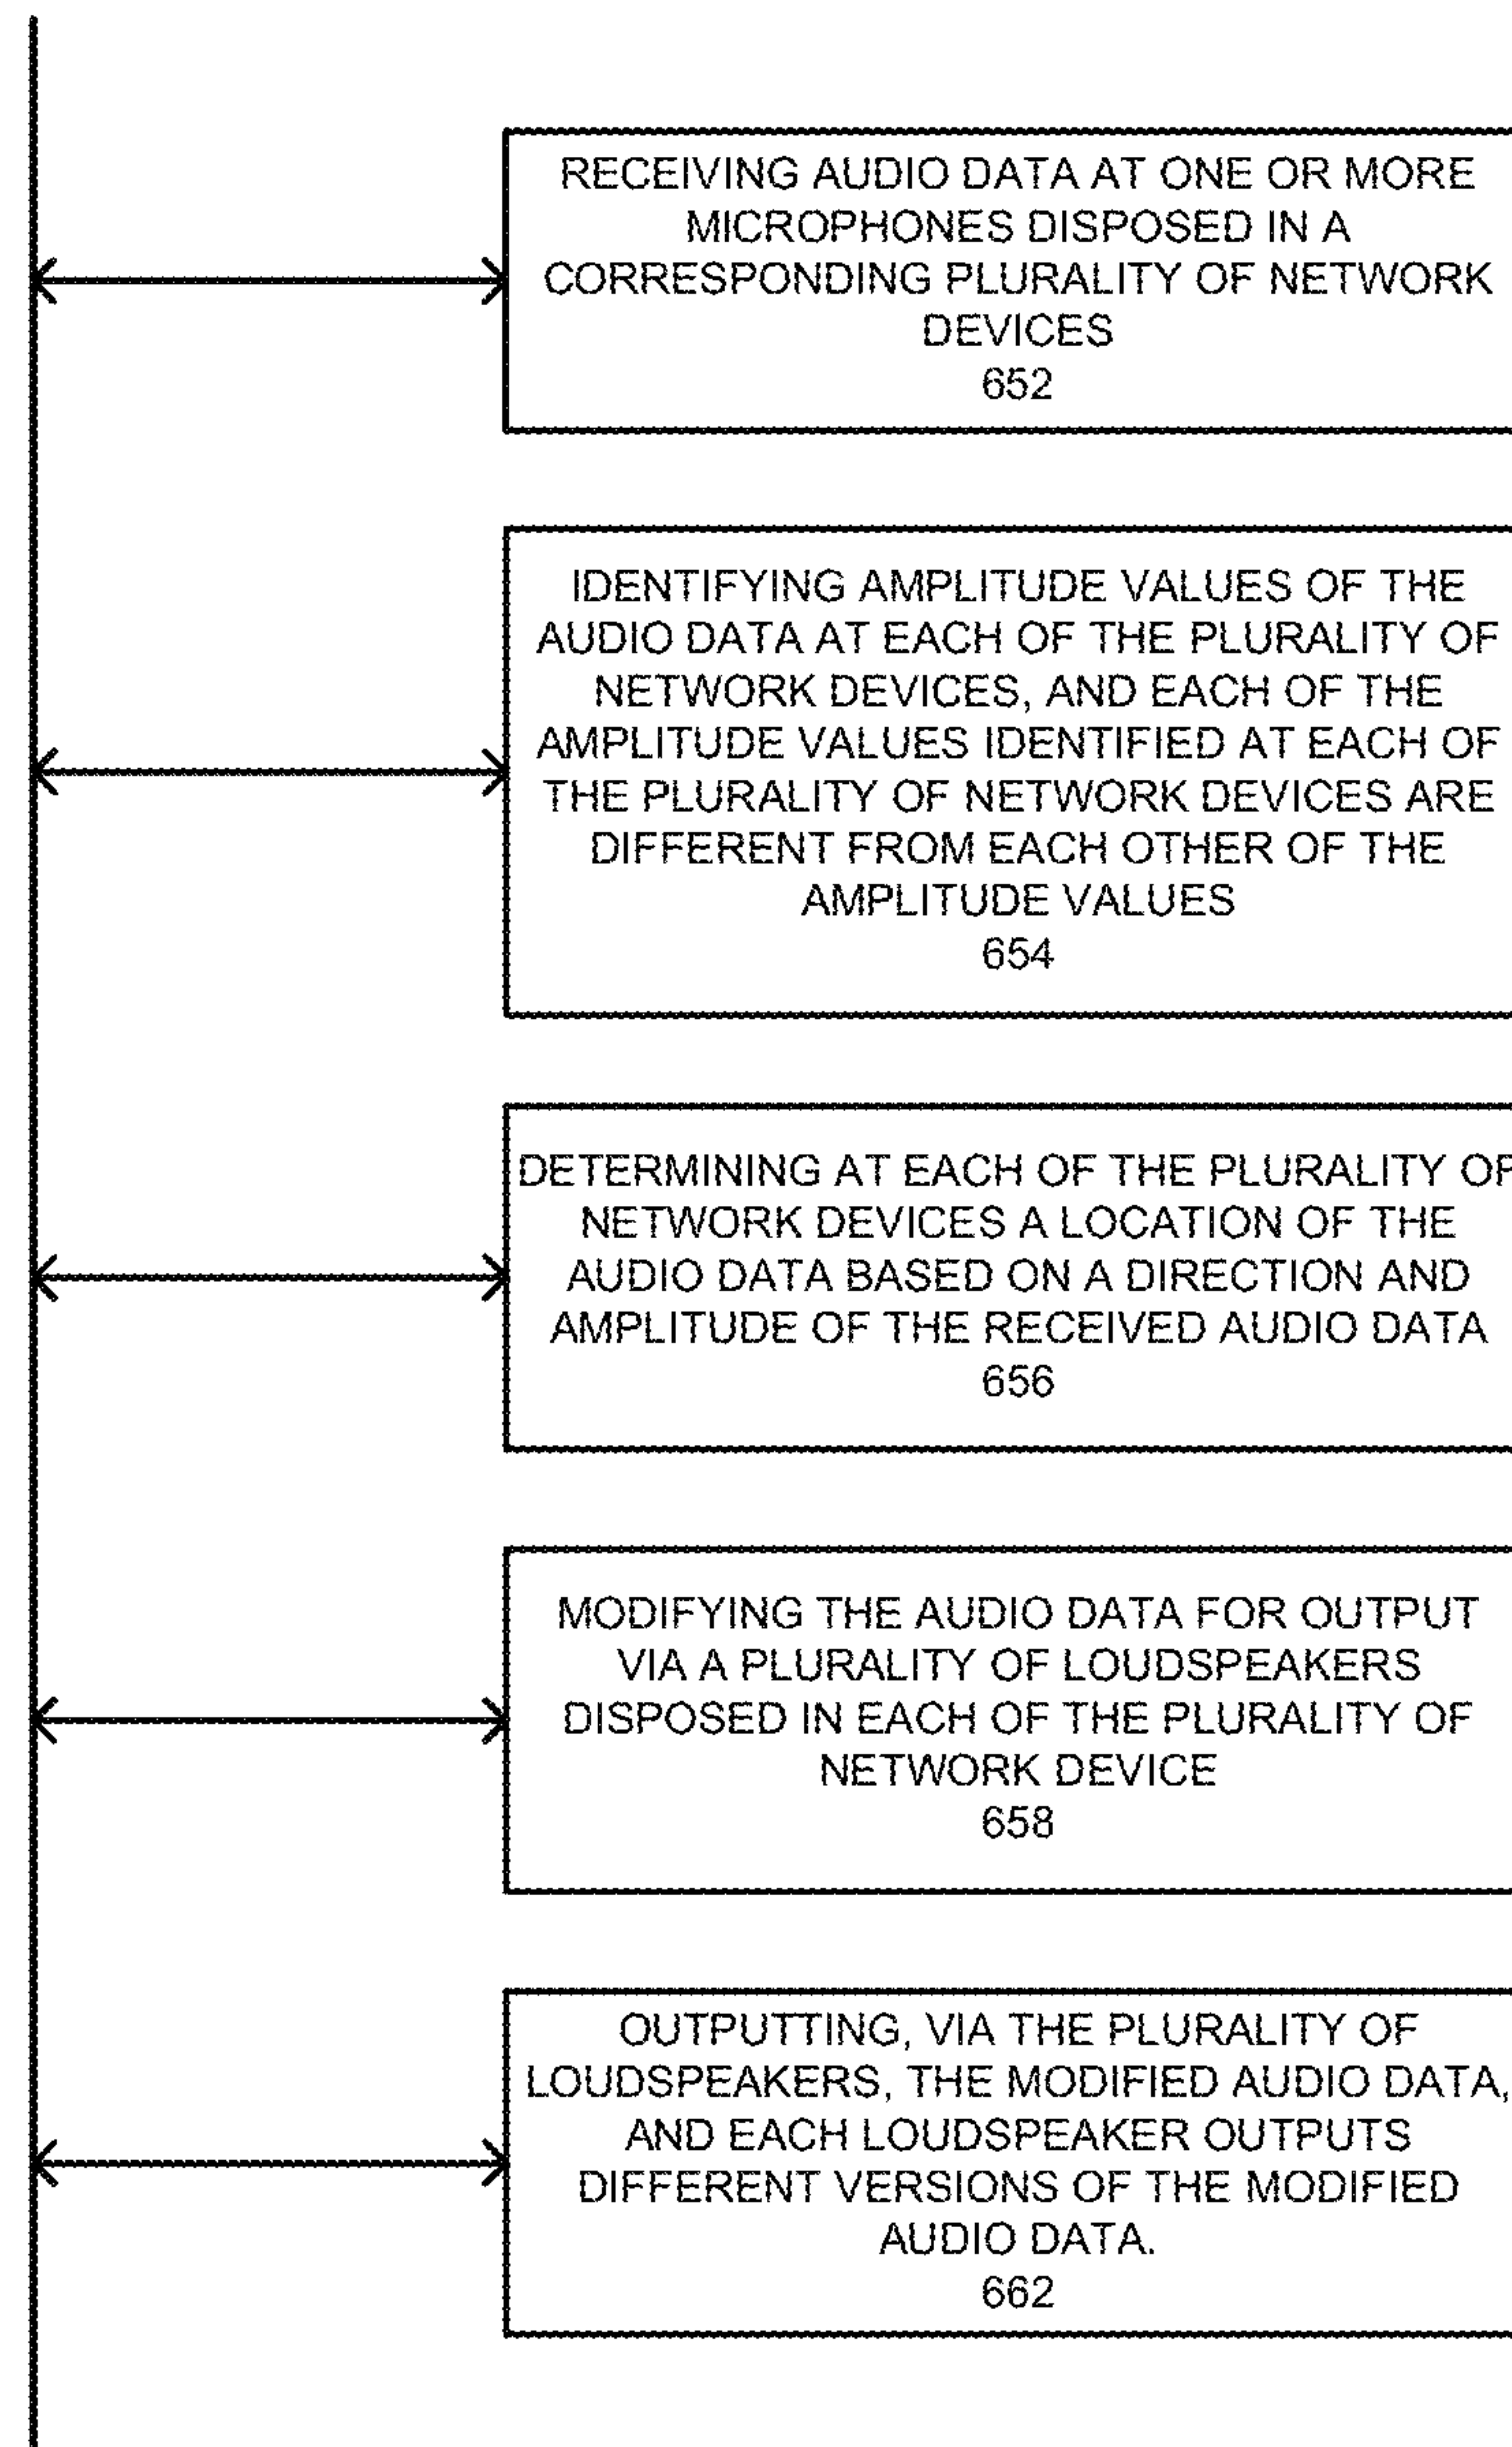 RECEIVING AUDIO DATA AT ONE OR MORE
MICROPHONES DISPOSED IN A
CORRESPONDING PLURALITY OF NETWORK
DEVICES
652
IDENTIFYING AMPLITUDE VALUES OF THE
AUDIO DATA AT EACH OF THE PLURALITY OF
NETWORK DEVICES, AND EACH OF THE
AMPLITUDE VALUES IDENTIFIED AT EACH OF
THE PLURALITY OF NETWORK DEVICES ARE
DIFFERENT FROM EACH OTHER OF THE
AMPLITUDE VALUES
654
DETERMINING AT EACH OF THE PLURALITY OF
NETWORK DEVICES A LOCATION OF THE
AUDIO DATA BASED ON A DIRECTION AND
AMPLITUDE OF THE RECEIVED AUDIO DATA
656
MODIFYING THE AUDIO DATA FOR OUTPUT
VIA A PLURALITY OF LOUDSPEAKERS
DISPOSED IN EACH OF THE PLURALITY OF
NETWORK DEVICE
658
OUTPUTTING, VIA THE PLURALITY OF
LOUDSPEAKERS, THE MODIFIED AUDIO DATA,
AND EACH LOUDSPEAKER OUTPUTS
DIFFERENT VERSIONS OF THE MODIFIED
AUDIO DATA.
662